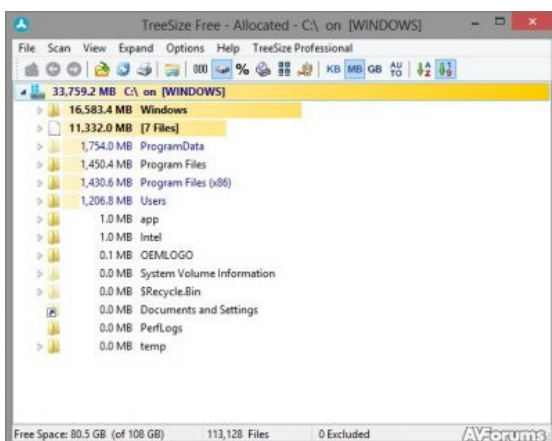 TreeSize Free - Allocated - C:\ on [WINDOWS]
File Scan View Expand Options Help TreeSize Professional
000 % KB MB GB AU TO A Z 9 1
33,759.2 MB C:\ on [WINDOWS]
16,583.4 MB Windows
11,332.0 MB [7 Files]
1,754.0 MB ProgramData
1,450.4 MB Program Files
1,430.6 MB Program Files (x86)
1,206.8 MB Users
1.0 MB app
1.0 MB Intel
0.1 MB OEMLOGO
0.0 MB System Volume Information
0.0 MB $Recycle.Bin
0.0 MB Documents and Settings
0.0 MB PerfLogs
0.0 MB temp
Free Space: 80.5 GB (of 108 GB) 113,128 Files 0 Excluded AVForums